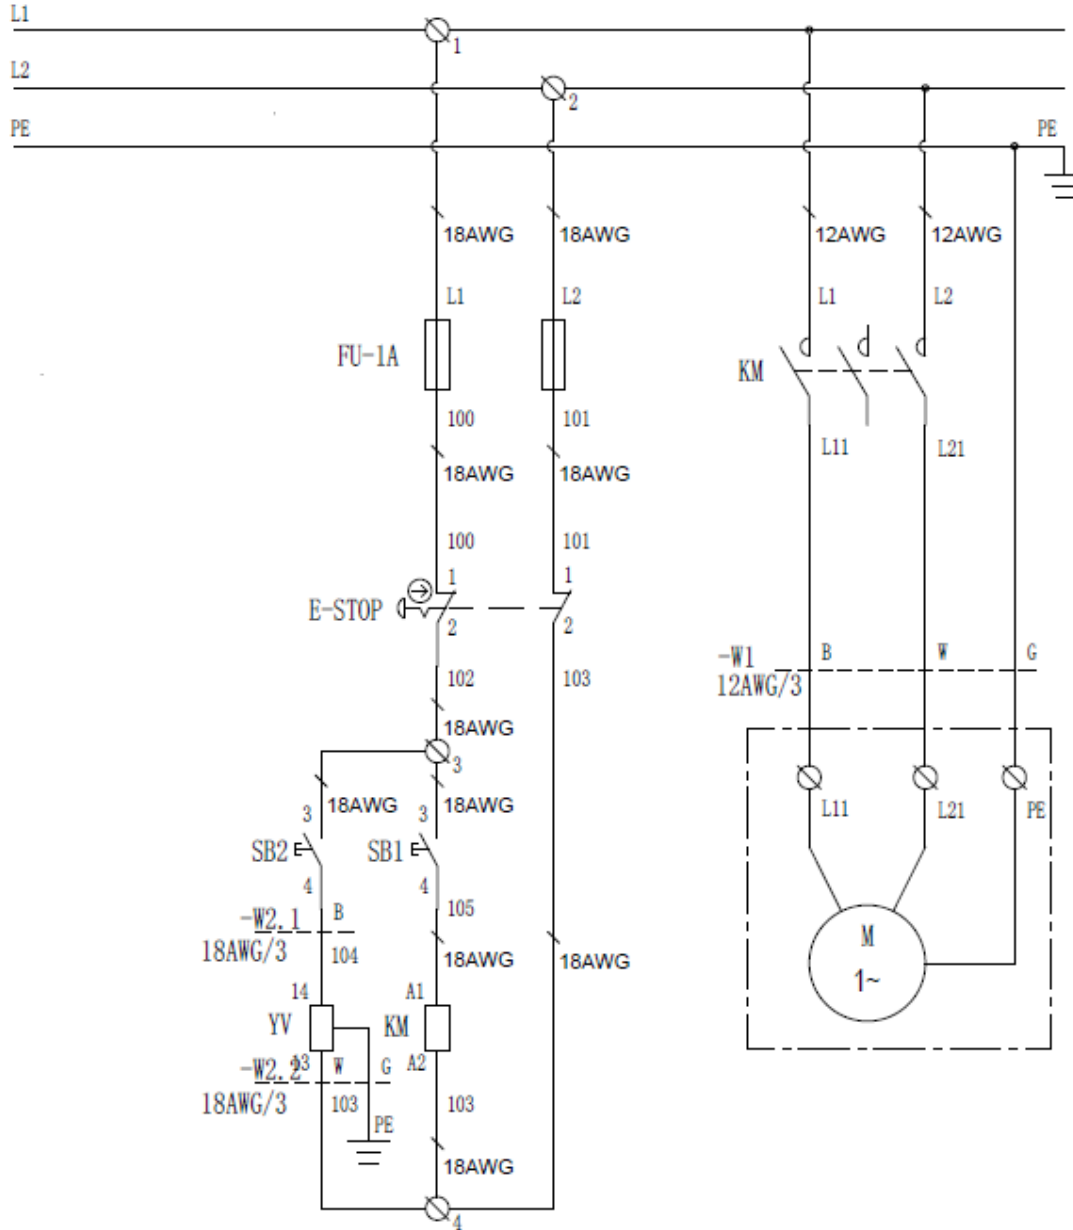 L1
1
L2
2
PE
PE
18AWG
18AWG
12AWG
12AWG
L1
L2
L1
L2
FU-1A
KM
100
101
L11
L21
18AWG
18AWG
100
101
1
1
E-STOP
2
2
-W1
B
W
G
12AWG/3
102
103
18AWG
3
18AWG
18AWG
L11
L21
PE
3
3
SB2
SB1
4
4
-W2.1
B
105
18AWG/3
104
18AWG
18AWG
M
1~
14
A1
YV
KM
-W2.2
13
W
G
A2
18AWG/3
103
103
PE
18AWG
4